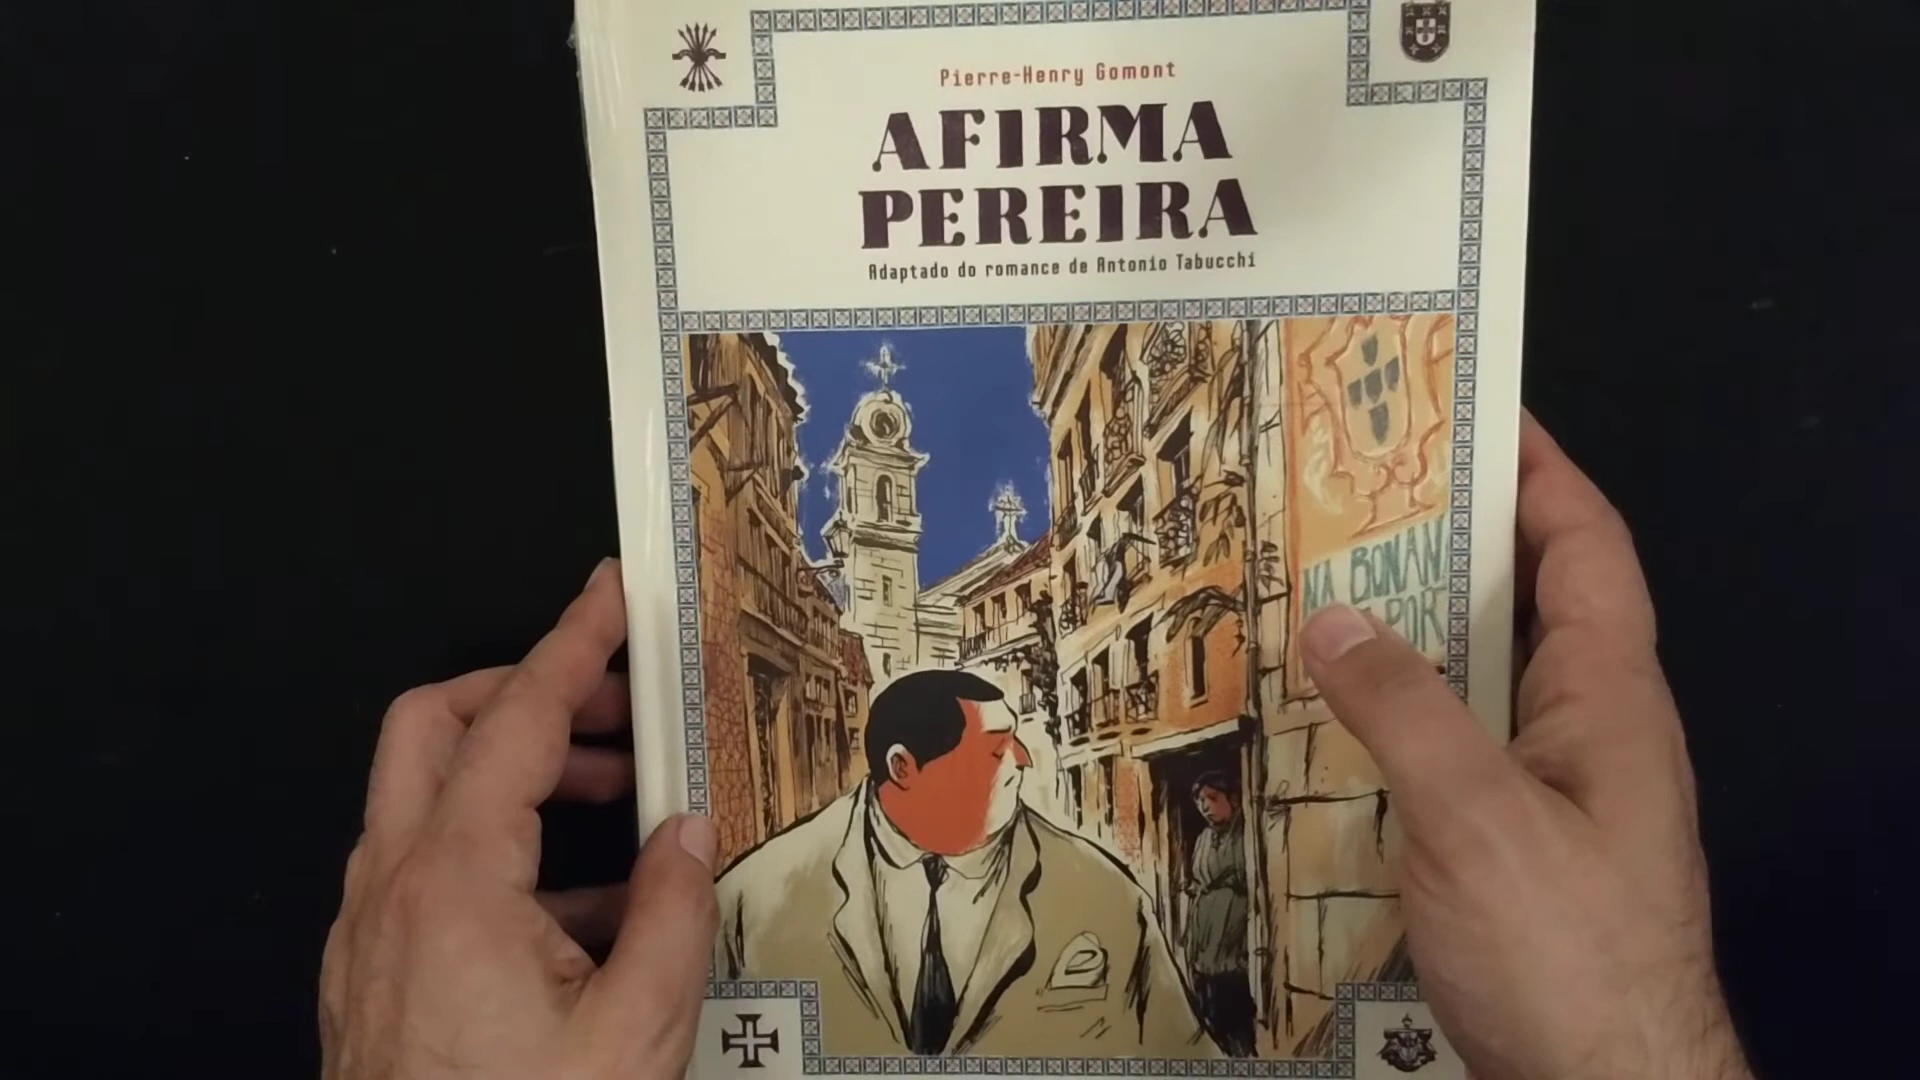 Pierre-Henry Gomont
AFIRMA
PEREIRA
Adaptado do romance de Antonio Tabucchi
NA BONAN
POR